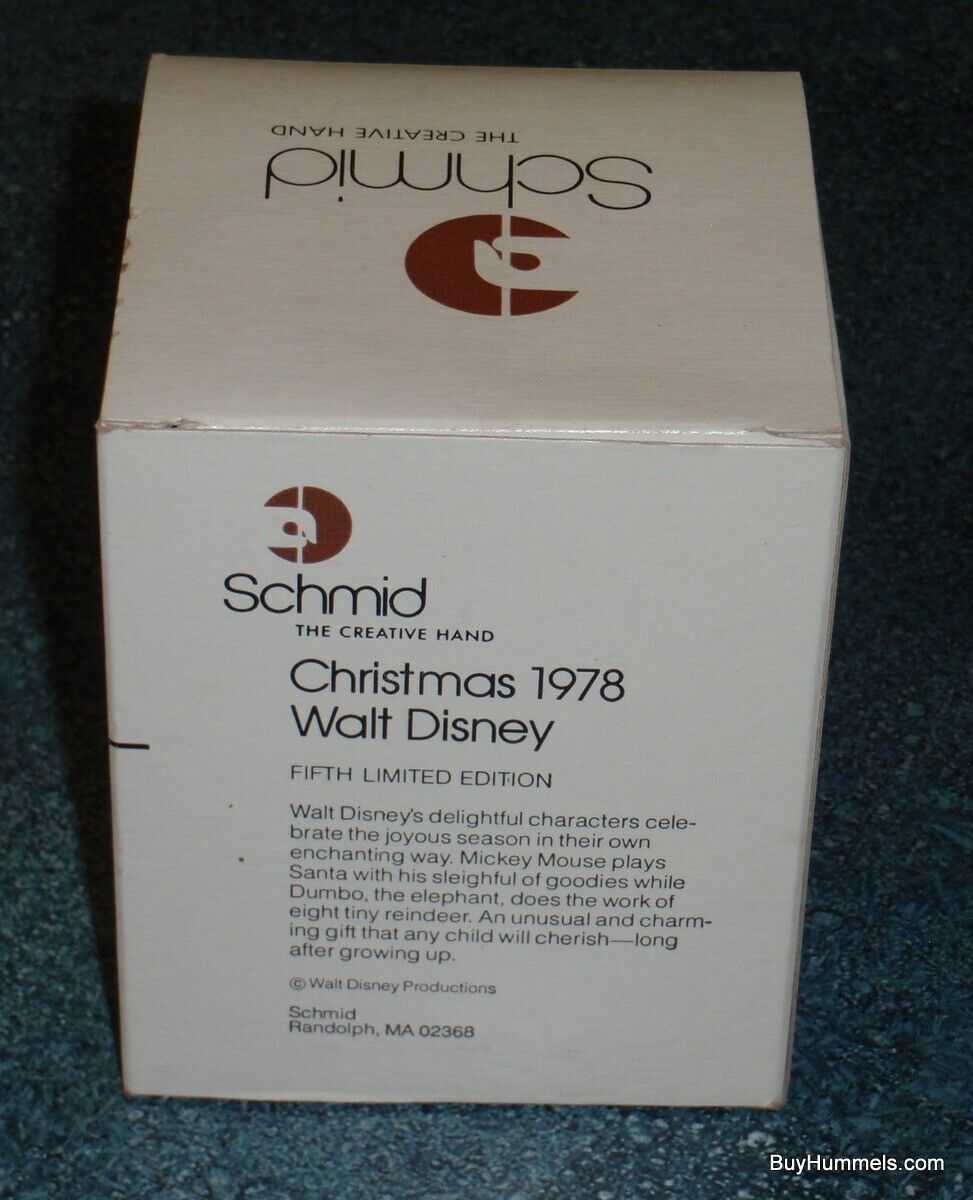 THE CREATIVE HAND
Schmid
Schmid
THE CREATIVE HAND
Christmas 1978
Walt Disney
FIFTH LIMITED EDITION
Walt Disney's delightful characters cele-
brate the joyous season in their own
enchanting way. Mickey Mouse plays
Santa with his sleighful of goodies while
Dumbo, the elephant, does the work of
eight tiny reindeer. An unusual and charm-
ing gift that any child will cherish—long
after growing up.
© Walt Disney Productions
Schmid
Randolph, MA 02368
BuyHummels.com